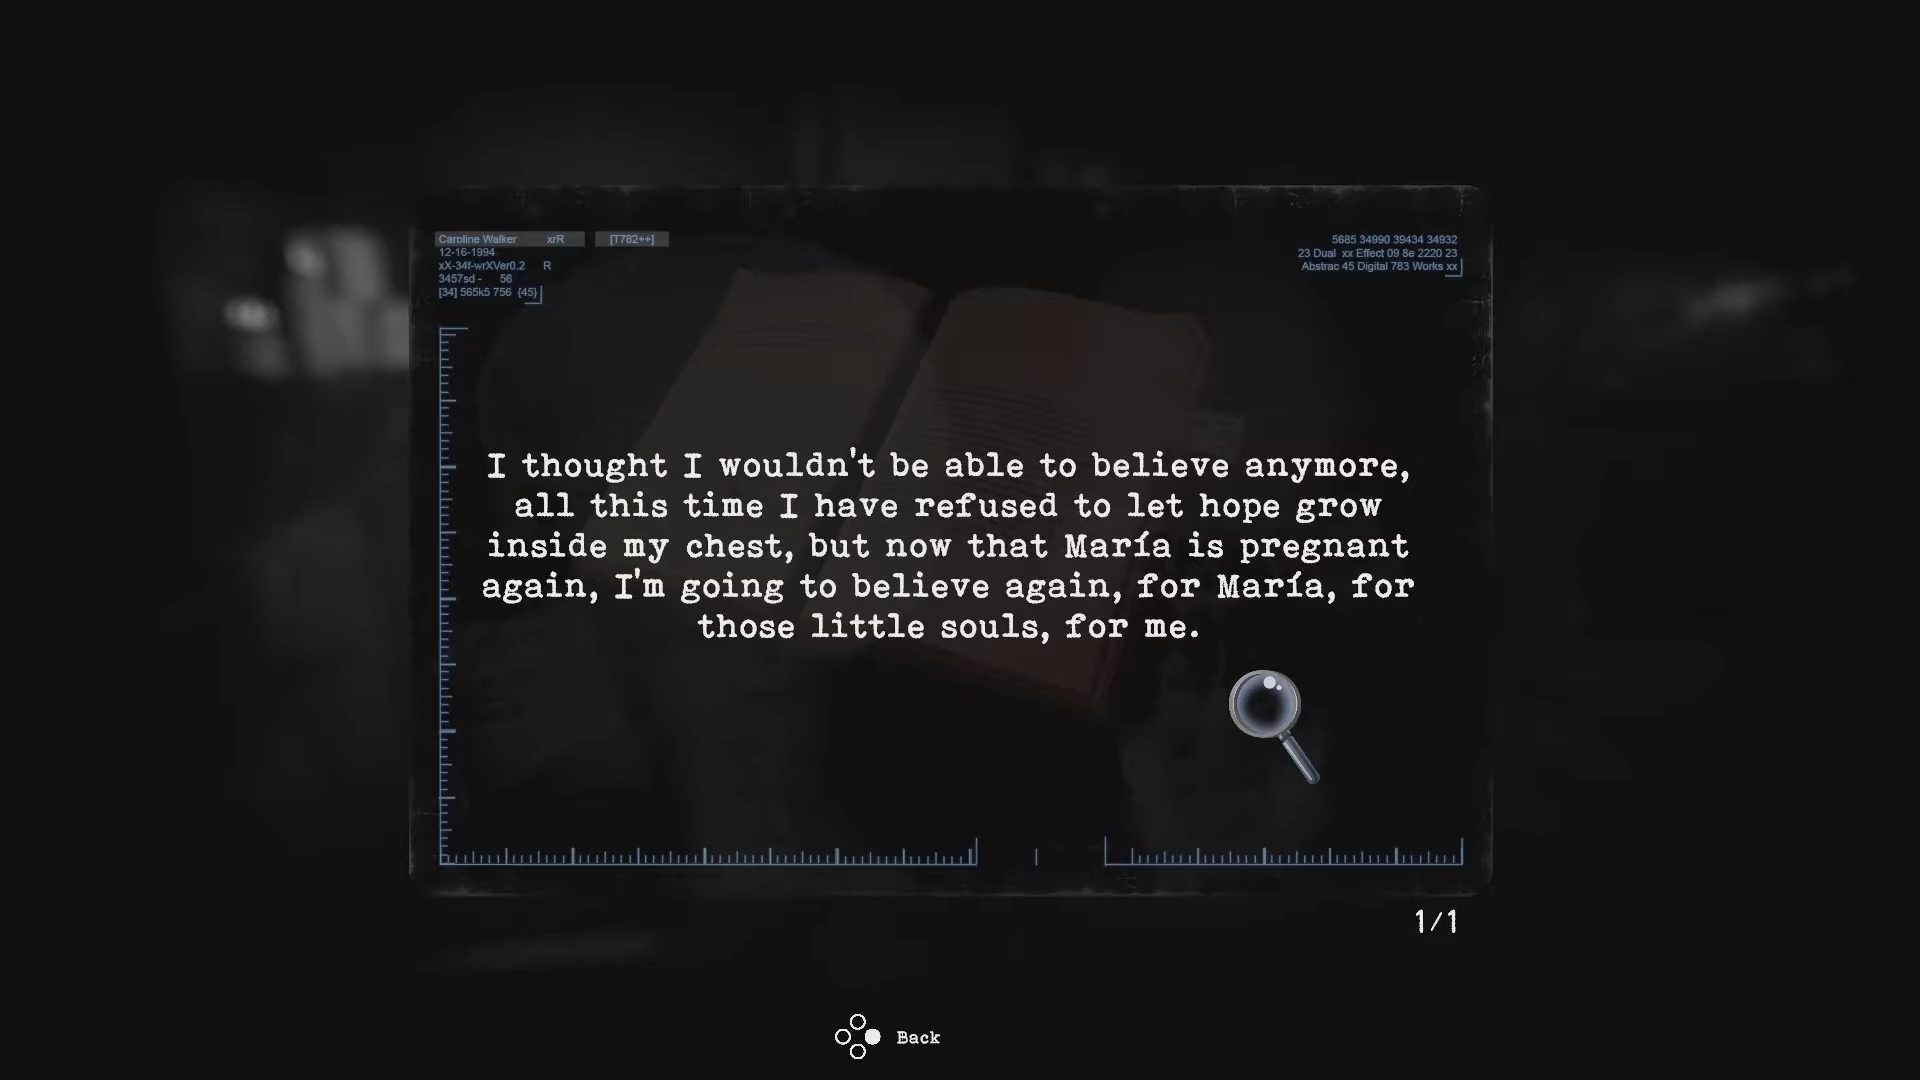 Caroline Walker xrR [T782++]
12-16-1994
xX-34f-wrXVer0.2 R
3457sd - 56
[34] 565k5 756 {45}
5685 34990 39434 34932
23 Dual xx Effect 09 8e 2220 23
Abstrac 45 Digital 783 Works xx
I thought I wouldn't be able to believe anymore,
all this time I have refused to let hope grow
inside my chest, but now that María is pregnant
again, I'm going to believe again, for María, for
those little souls, for me.
1/1
Back